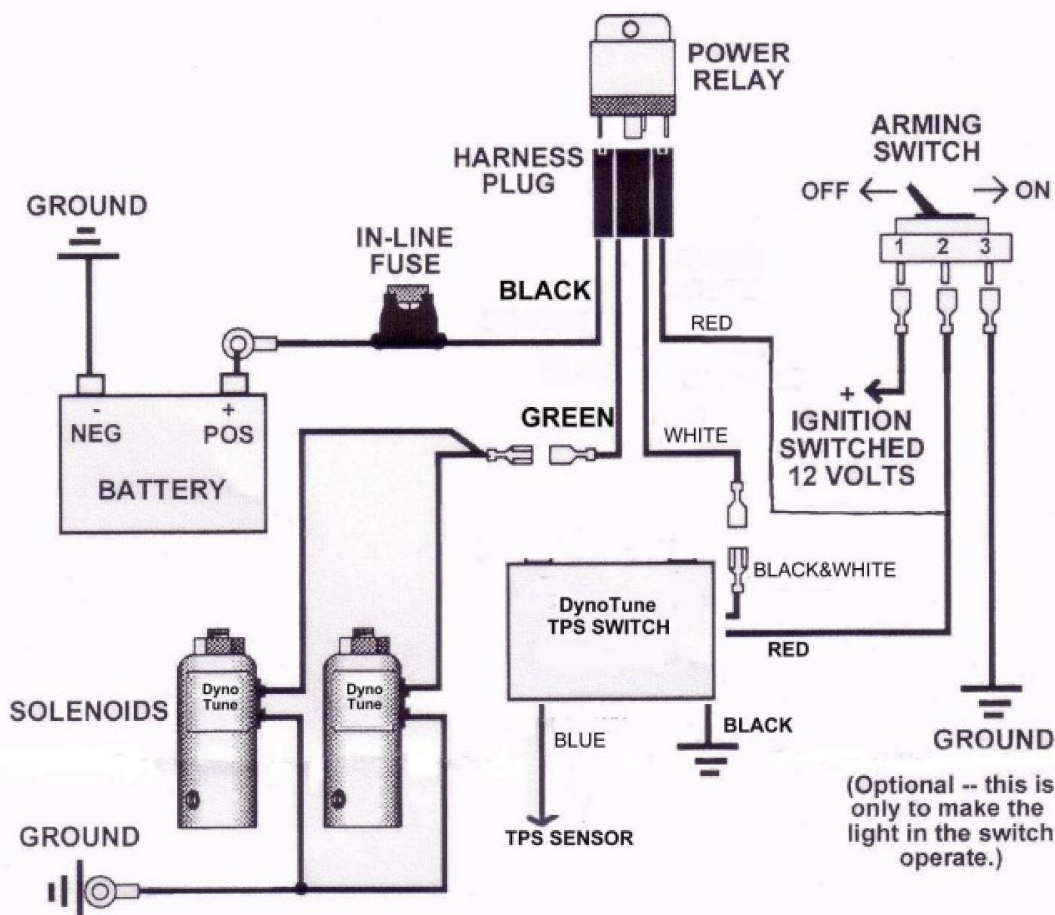 POWER
RELAY
ARMING
SWITCH
OFF
ON
HARNESS
PLUG
1 2 3
GROUND
IN-LINE
FUSE
BLACK
RED
+
IGNITION
SWITCHED
12 VOLTS
- +
NEG POS
BATTERY
GREEN
WHITE
BLACK&WHITE
DynoTune
TPS SWITCH
RED
SOLENOIDS
Dyno
Tune
Dyno
Tune
BLUE
BLACK
GROUND
TPS SENSOR
(Optional -- this is
only to make the
light in the switch
operate.)
GROUND